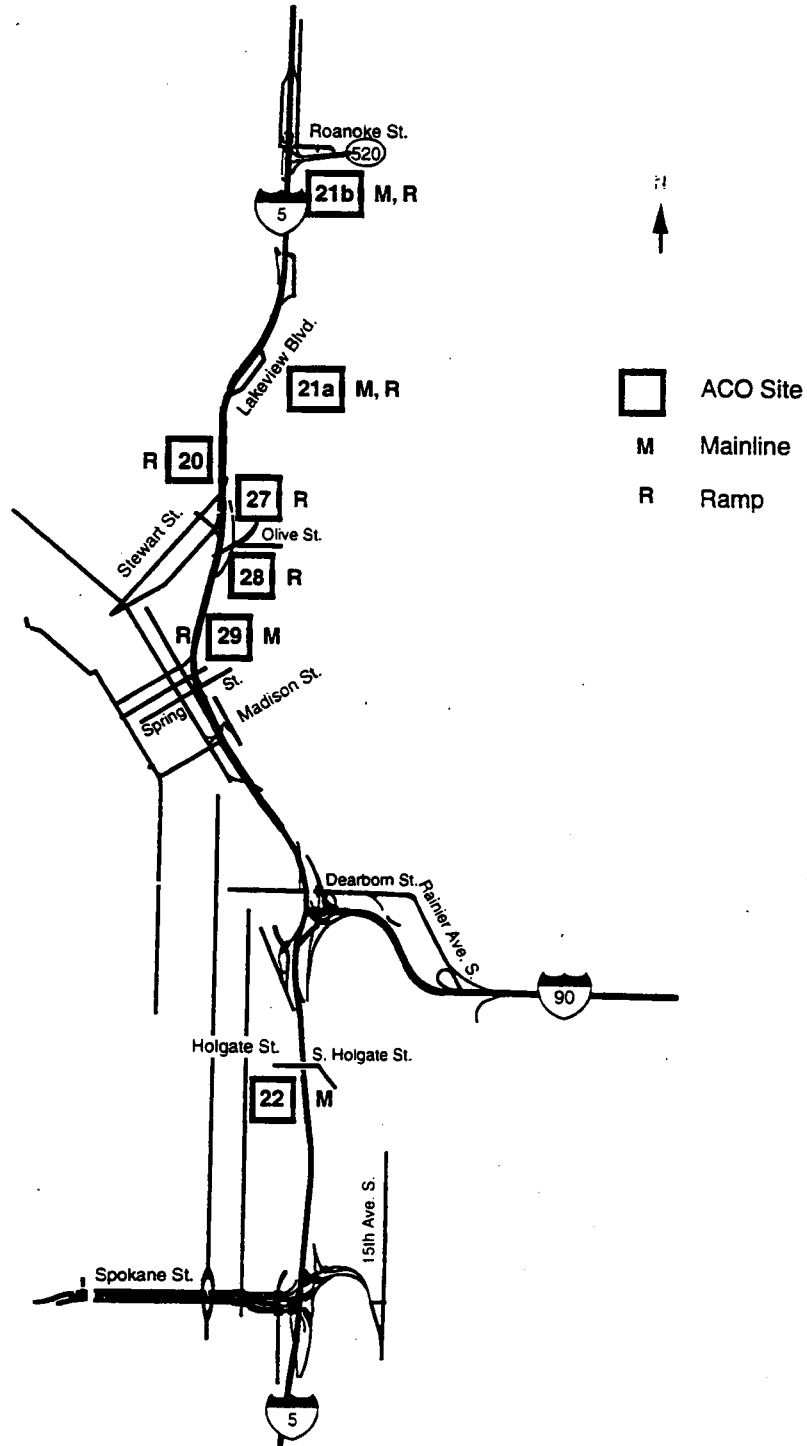 Roanoke St.
520
21b M, R
5
N
Lakeview Blvd.
21a M, R
ACO Site
M Mainline
R Ramp
R 20
27 R
Stewart St.
Olive St.
28 R
R 29 M
Spring St.
Madison St.
Dearborn St.
Rainier Ave. S.
90
Holgate St.
S. Holgate St.
22 M
15th Ave. S.
Spokane St.
5